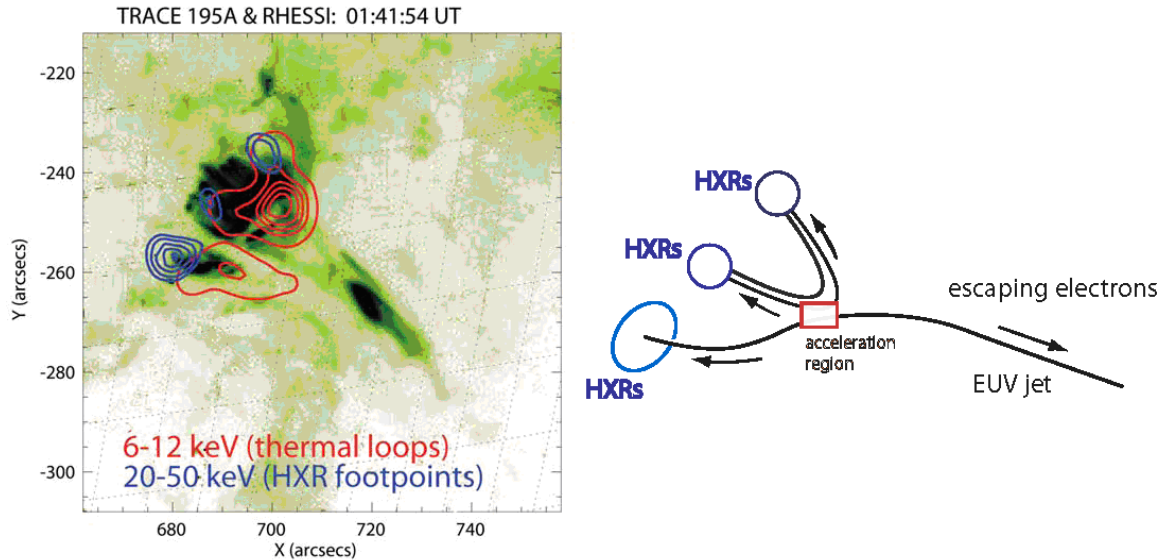 TRACE 195A & RHESSI: 01:41:54 UT
-220
-240
-260
-280
-300
Y (arcsecs)
6-12 keV (thermal loops)
20-50 keV (HXR footpoints)
680
700
720
740
X (arcsecs)
HXRs
HXRs
HXRs
acceleration
region
escaping electrons
EUV jet